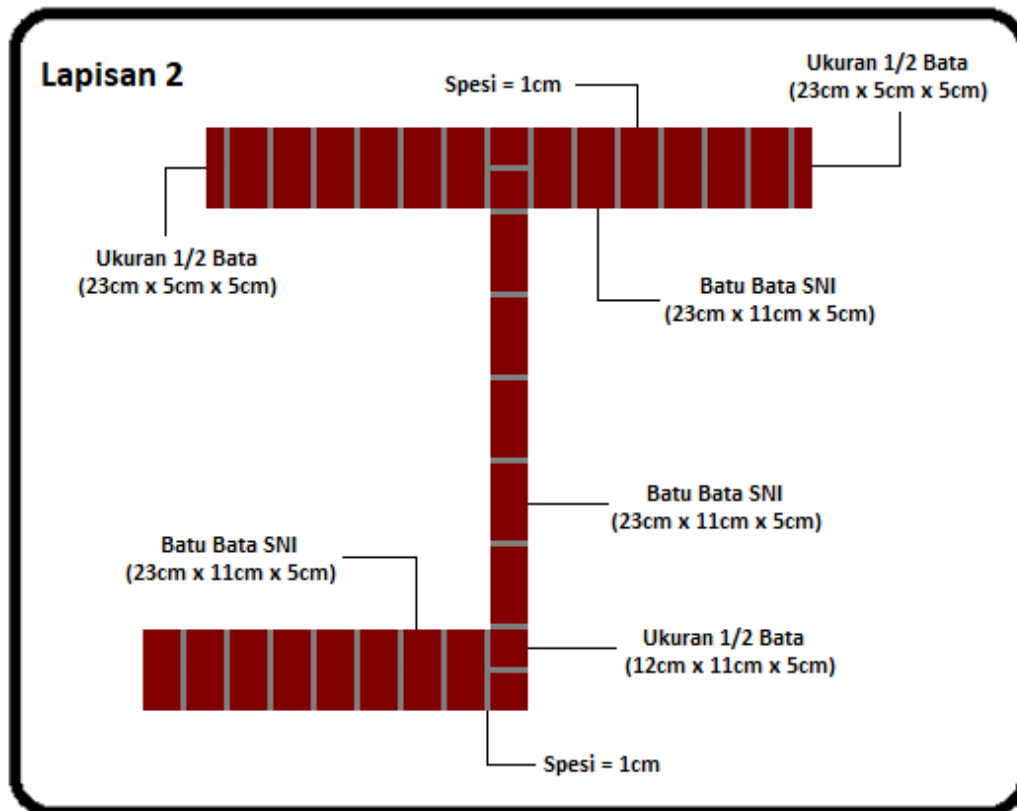 Lapisan 2
Spesi = 1cm
Ukuran 1/2 Bata
(23cm x 5cm x 5cm)
Ukuran 1/2 Bata
(23cm x 5cm x 5cm)
Batu Bata SNI
(23cm x 11cm x 5cm)
Batu Bata SNI
(23cm x 11cm x 5cm)
Batu Bata SNI
(23cm x 11cm x 5cm)
Ukuran 1/2 Bata
(12cm x 11cm x 5cm)
Spesi = 1cm